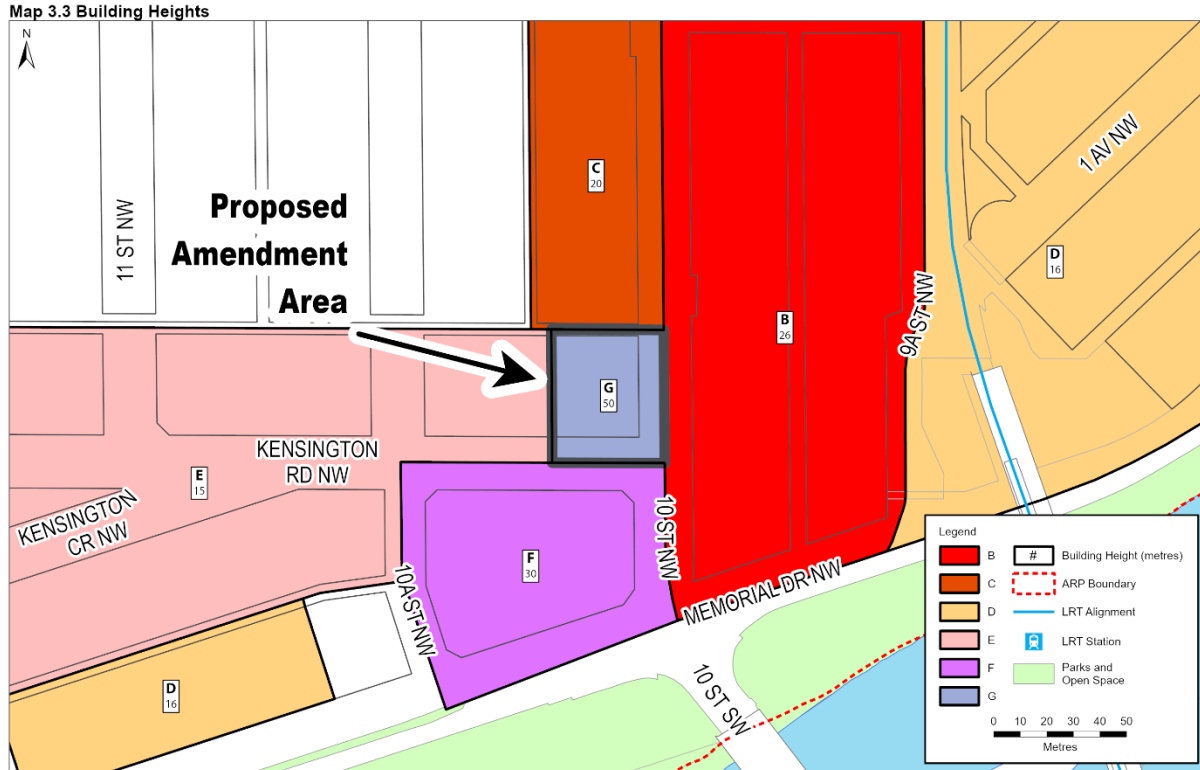 Map 3.3 Building Heights
N
11 ST NW
Proposed
Amendment
Area
C
20
B
26
9A ST NW
1 AV NW
D
16
G
50
KENSINGTON
RD NW
E
15
KENSINGTON
CR NW
F
30
10 ST NW
10A ST NW
MEMORIAL DR NW
D
16
10 ST SW
Legend
B
# Building Height (metres)
C
ARP Boundary
D
LRT Alignment
E
LRT Station
F
Parks and
Open Space
G
0 10 20 30 40 50
Metres